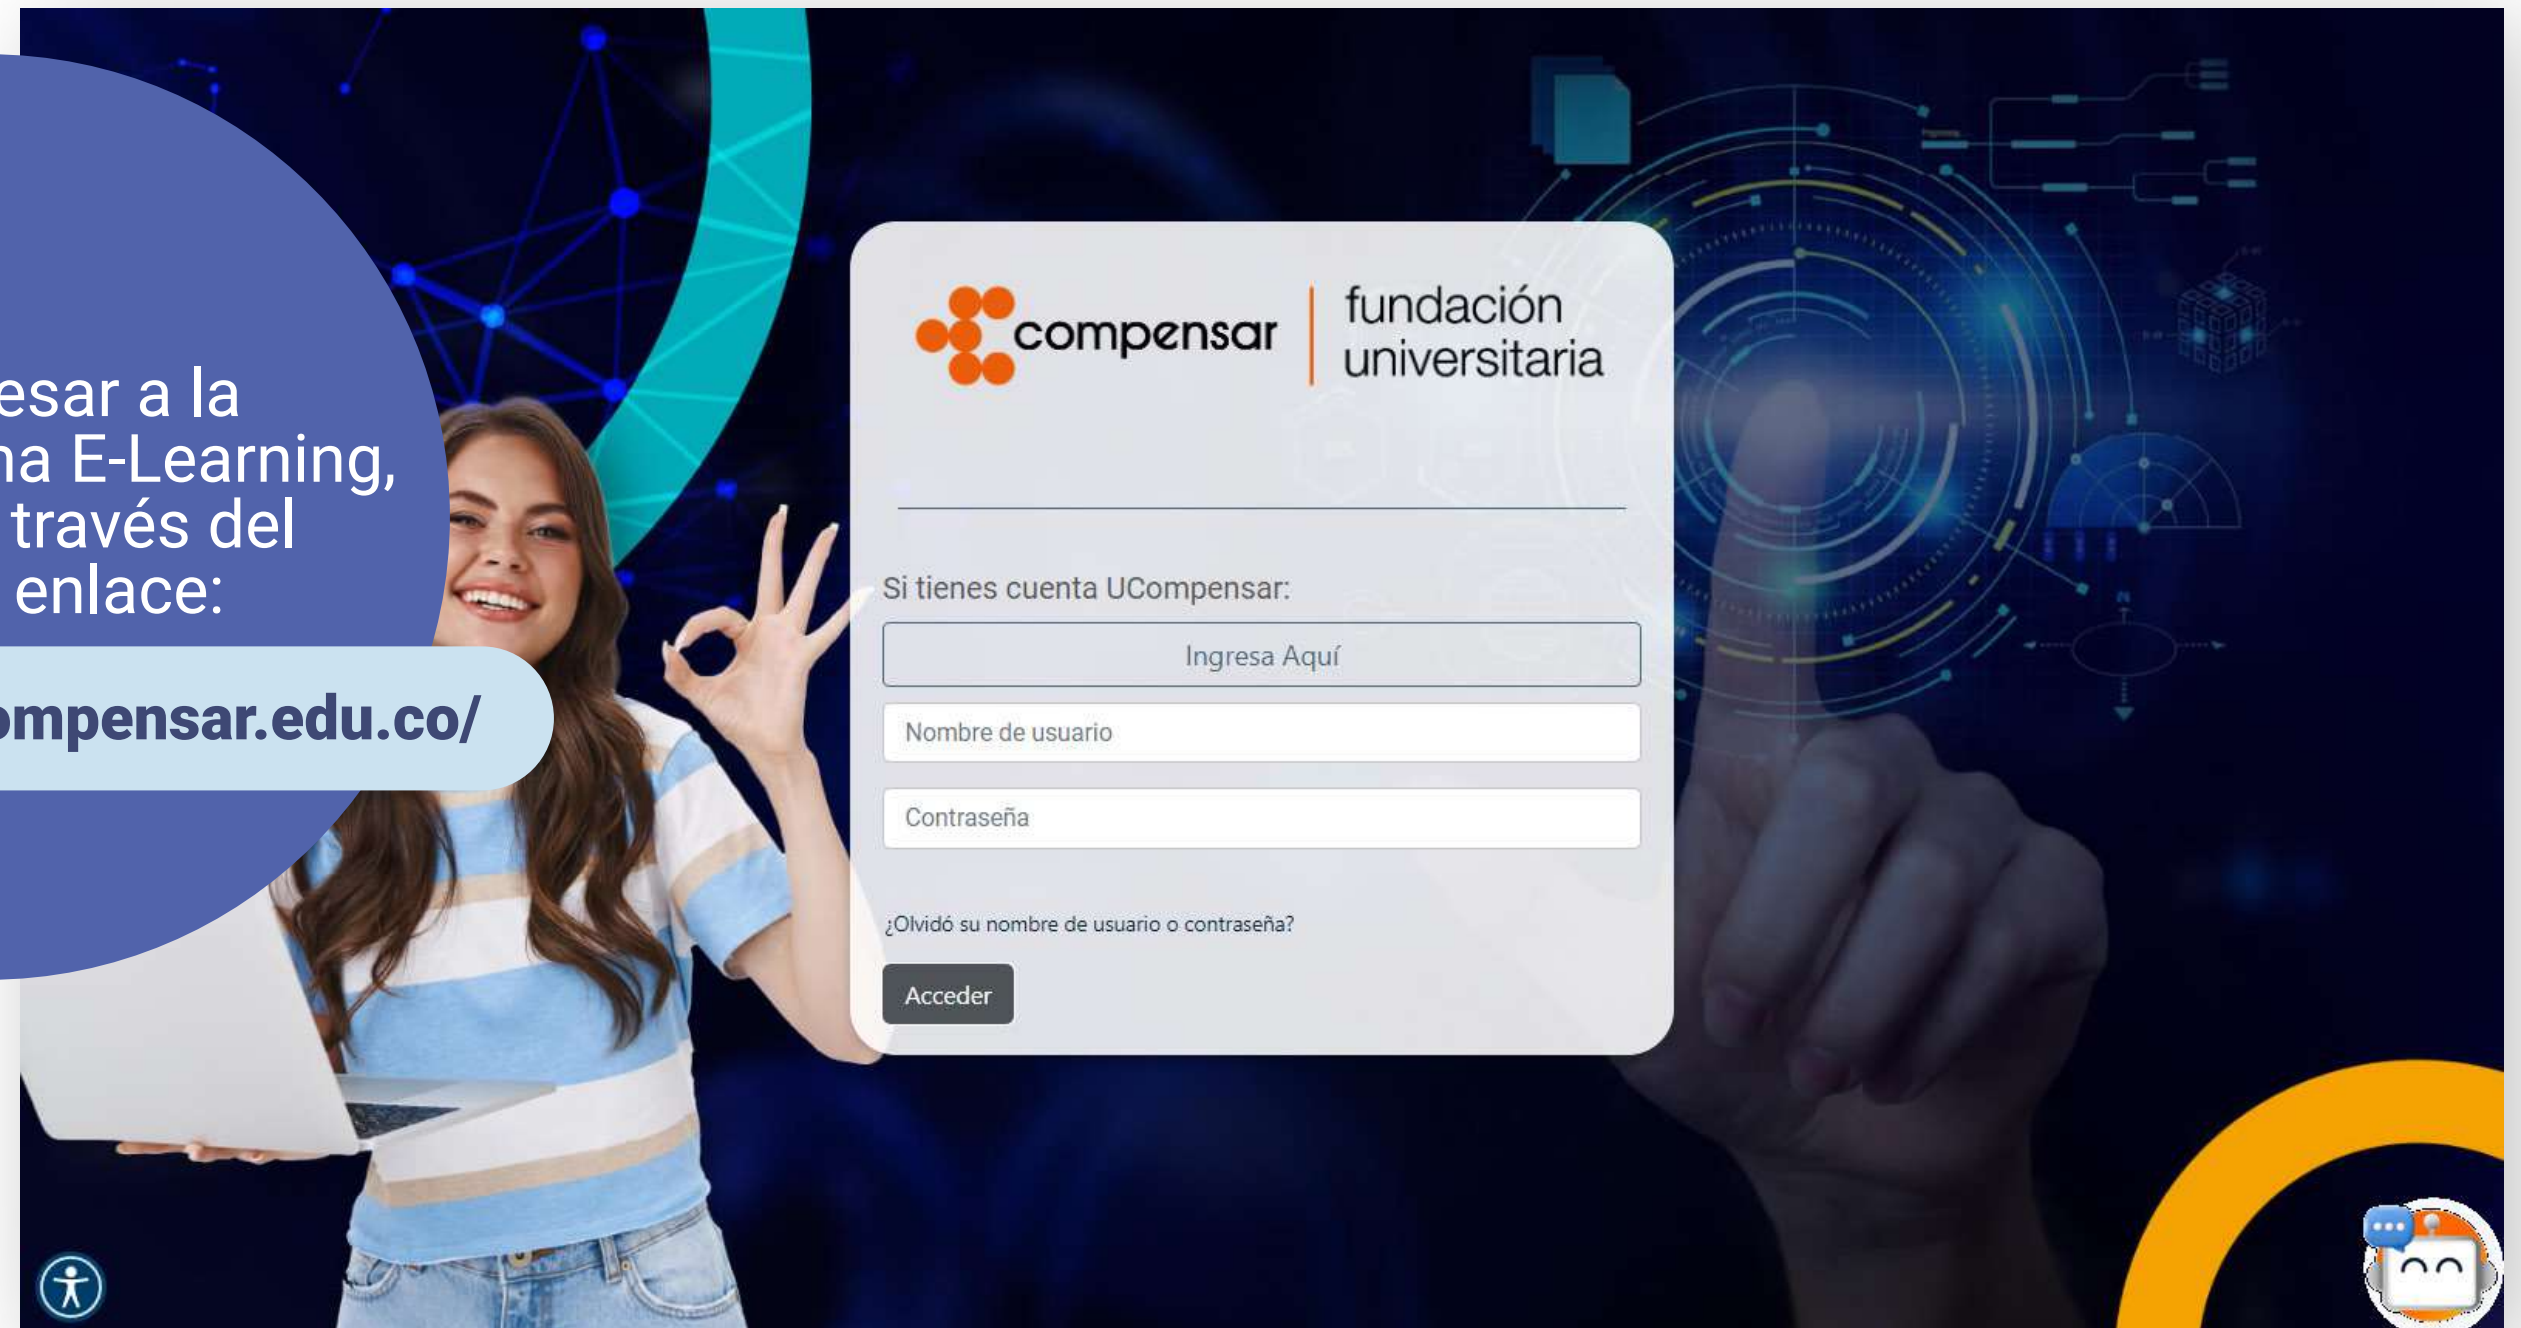 esar a la
na E-Learning,
través del
enlace:
ompensar.edu.co/
compensar
fundación
universitaria
Si tienes cuenta UCompensar:
Ingresa Aquí
Nombre de usuario
Contraseña
¿Olvidó su nombre de usuario o contraseña?
Acceder